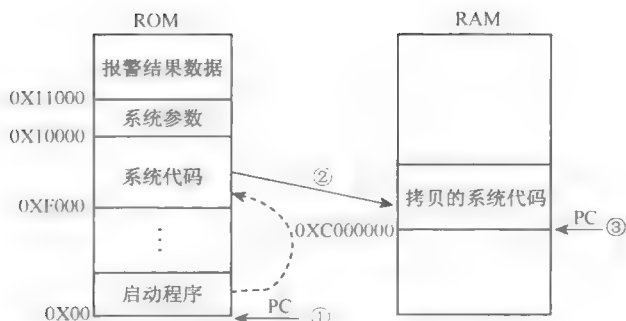 ROM
RAM
报警结果数据
0X11000
系统参数
0X10000
系统代码
②
拷贝的系统代码
0XF000
0XC000000
PC
③
⋮
启动程序
PC
0X00
①